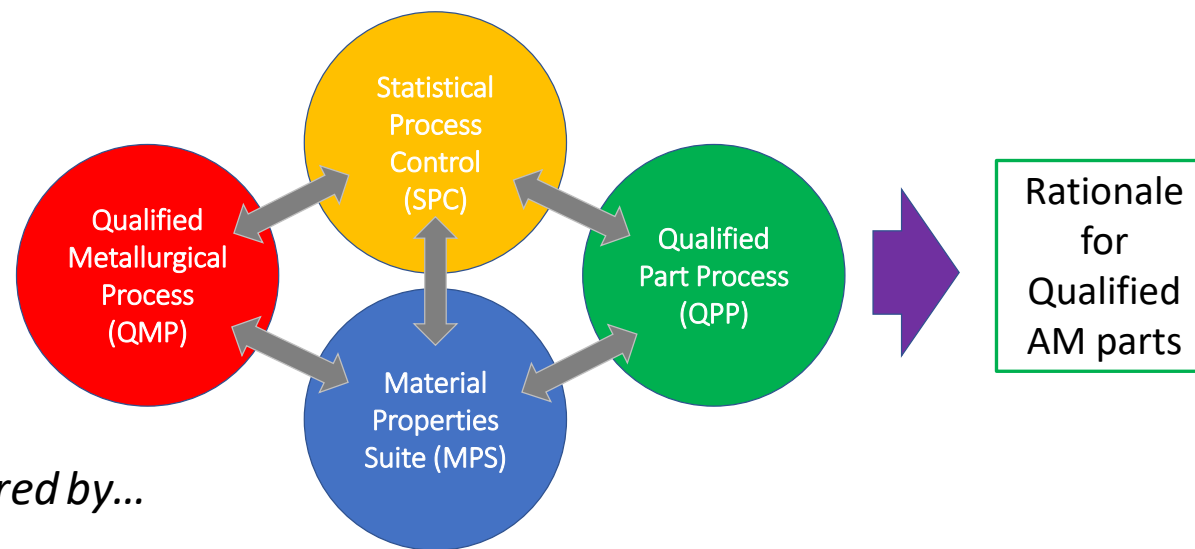 Statistical
Process
Control
(SPC)
Qualified
Metallurgical
Process
(QMP)
Qualified
Part Process
(QPP)
Material
Properties
Suite (MPS)
Rationale
for
Qualified
AM parts
by…